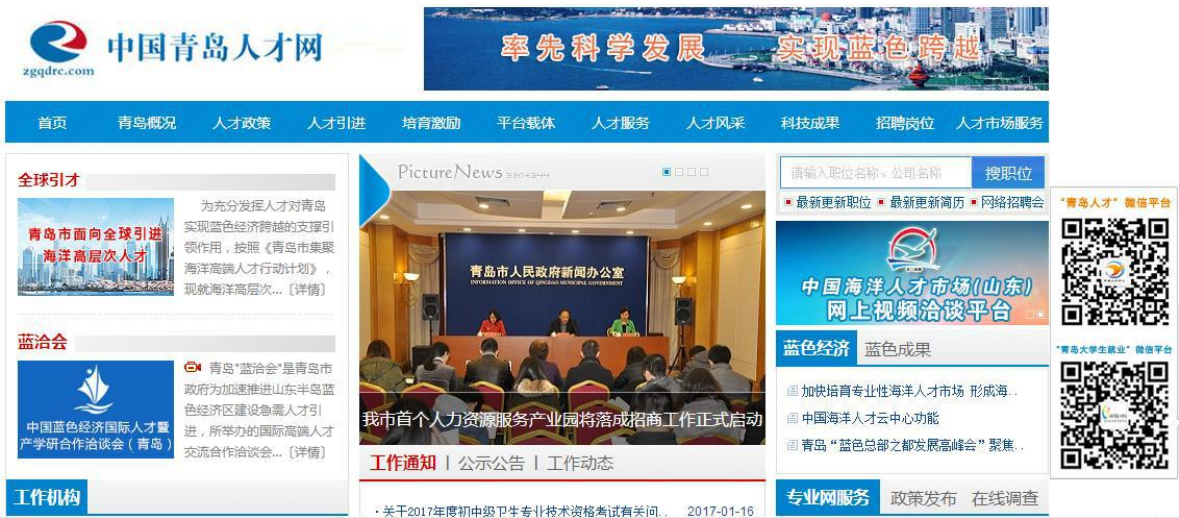 中国青岛人才网
zgqdrc.com
率先科学发展 实现蓝色跨越
首页 青岛概况 人才政策 人才引进 培育激励 平台载体 人才服务 人才风采 科技成果 招聘岗位 人才市场服务
全球引才
青岛市面向全球引进
海洋高层次人才
为充分发挥人才对青岛
实现蓝色经济跨越的支撑引
领作用，按照《青岛市集聚
海洋高端人才行动计划》，
现就海洋高层次...〔详情〕
蓝洽会
中国蓝色经济国际人才暨
产学研合作洽谈会（青岛）
青岛"蓝洽会"是青岛市
政府为加速推进山东半岛蓝
色经济区建设急需人才引
进，所举办的国际高端人才
交流合作洽谈会...〔详情〕
工作机构
PictureNews
青岛市人民政府新闻办公室
INFORMATION OFFICE OF QINGDAO MUNICIPAL GOVERNMENT
我市首个人力资源服务产业园将落成招商工作正式启动
工作通知 | 公示公告 | 工作动态
·关于2017年度初中级卫生专业技术资格考试有关问.. 2017-01-16
请输入职位名称、公司名称 搜职位
最新更新职位 最新更新简历 网络招聘会
中国海洋人才市场(山东)
网上视频洽谈平台
蓝色经济 蓝色成果
加快培育专业性海洋人才市场 形成海..
中国海洋人才云中心功能
青岛“蓝色总部之都发展高峰会”聚焦..
专业网服务 政策发布 在线调查
"青岛人才" 微信平台
"青岛大学生就业" 微信平台